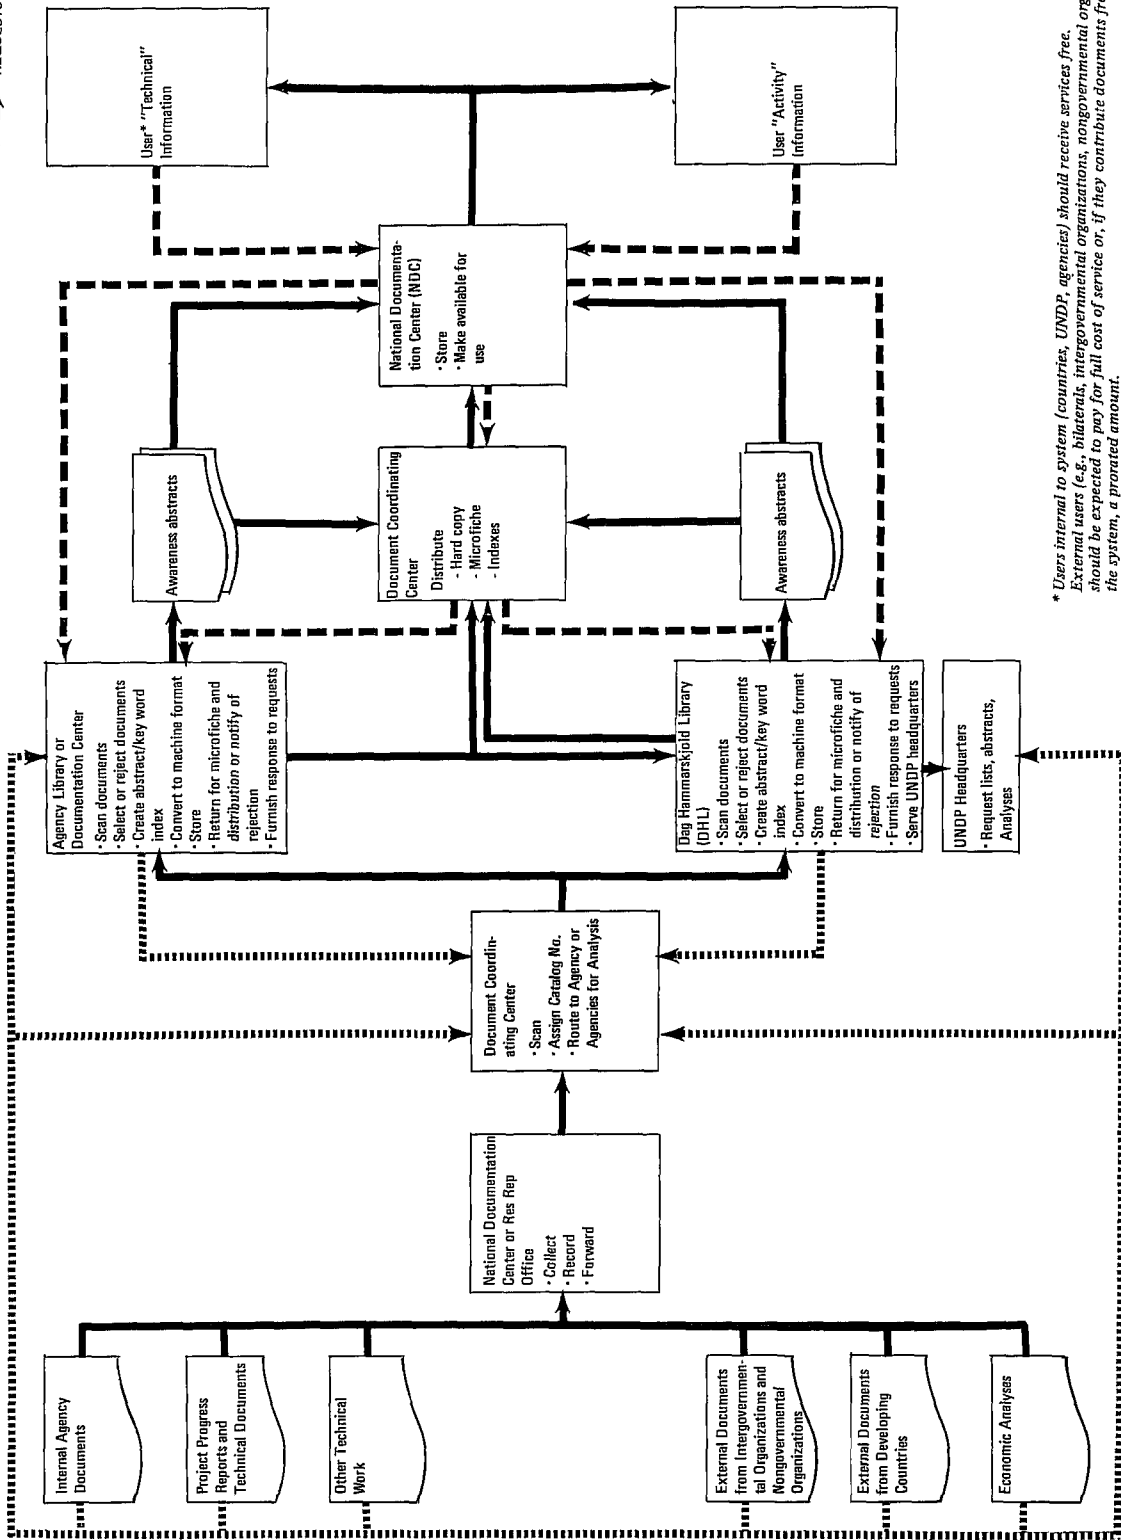 Internal Agency
Documents
Project Progress
Reports and
Technical Documents
Other Technical
Work
External Documents
from Intergovernmen-
tal Organizations and
Nongovernmental
Organizations
External Documents
from Developing
Countries
Economic Analyses
National Documentation
Center or Res Rep
Office
• Collect
• Record
• Forward
Document Coordin-
ating Center
• Scan
• Assign Catalog No.
• Route to Agency or
Agencies for Analysis
Agency Library or
Documentation Center
• Scan documents
• Select or reject documents
• Create abstract/key word
index
• Convert to machine format
• Store
• Return for microfiche and
distribution or notify of
rejection
• Furnish response to requests
Dag Hammarskjold Library
(DHL)
• Scan documents
• Select or reject documents
• Create abstract/key word
index
• Convert to machine format
• Store
• Return for microfiche and
distribution or notify of
rejection
• Furnish response to requests
• Serve UNDP headquarters
UNDP Headquarters
• Request lists, abstracts,
Analyses
Awareness abstracts
Document Coordinating
Center
Distribute
- Hard copy
- Microfiche
- Indexes
Awareness abstracts
National Documenta-
tion Center (NDC)
• Store
• Make available for
use
User* "Technical"
Information
User "Activity"
Information
* Users internal to system (countries, UNDP, agencies) should receive services free.
External users (e.g., bilaterals, intergovernmental organizations, nongovernmental
should be expected to pay for full cost of service or, if they contribute documents
the system, a prorated amount.